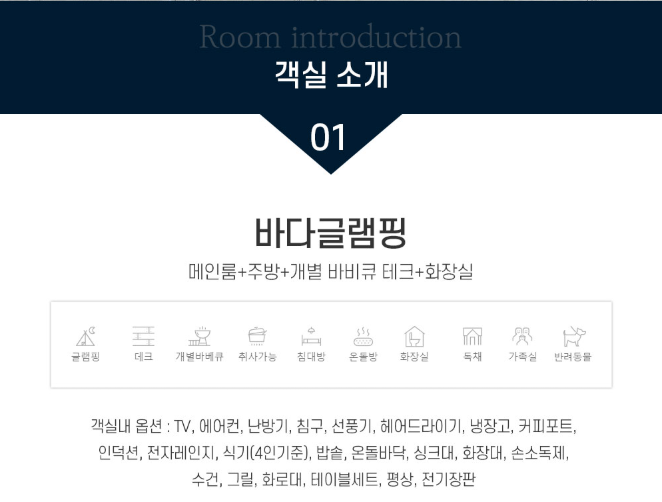 Room introduction
객실 소개
01
바다글램핑
메인룸+주방+개별 바비큐 테크+화장실
글램핑 데크 개별바베큐 취사가능 침대방 온돌방 화장실 독채 가족실 반려동물
객실내 옵션 : TV, 에어컨, 난방기, 침구, 선풍기, 헤어드라이기, 냉장고, 커피포트,
인덕션, 전자레인지, 식기(4인기준), 밥솥, 온돌바닥, 싱크대, 화장대, 손소독제,
수건, 그릴, 화로대, 테이블세트, 평상, 전기장판